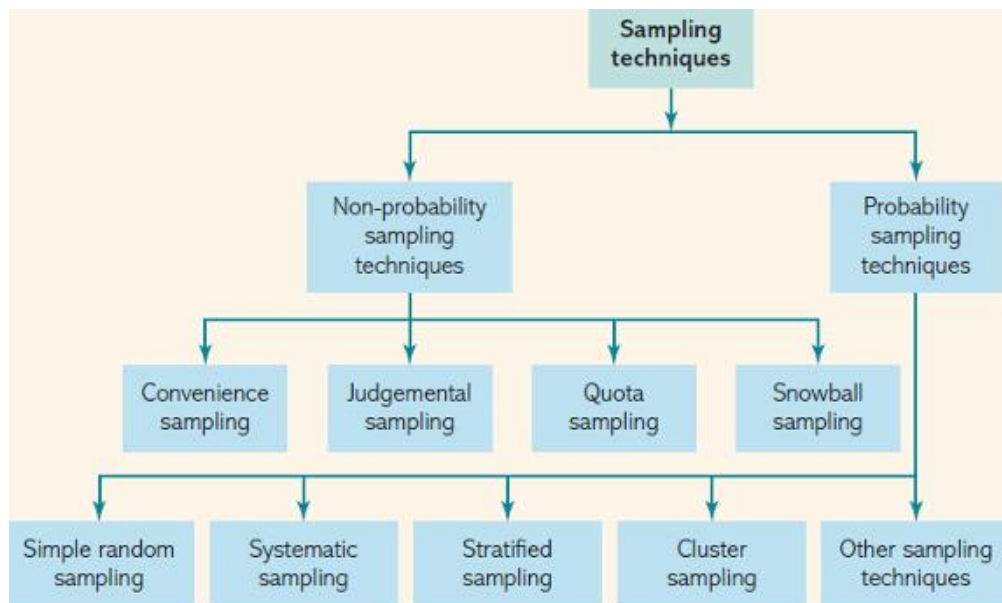 Sampling
techniques
Non-probability
sampling
techniques
Probability
sampling
techniques
Convenience
sampling
Judgemental
sampling
Quota
sampling
Snowball
sampling
Simple random
sampling
Systematic
sampling
Stratified
sampling
Cluster
sampling
Other sampling
techniques